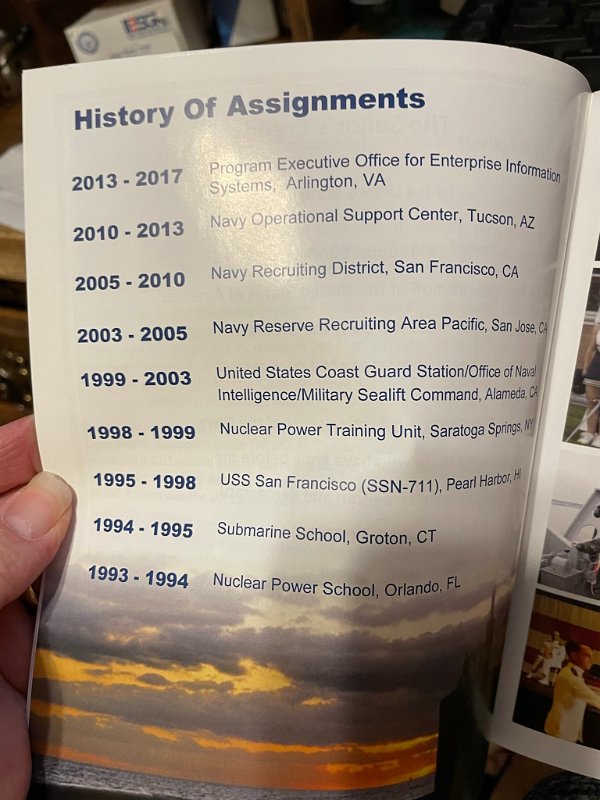 History Of Assignments
2013 - 2017 Program Executive Office for Enterprise Information
Systems, Arlington, VA
2010 - 2013 Navy Operational Support Center, Tucson, AZ
2005 - 2010 Navy Recruiting District, San Francisco, CA
2003 - 2005 Navy Reserve Recruiting Area Pacific, San Jose, CA
1999 - 2003 United States Coast Guard Station/Office of Naval
Intelligence/Military Sealift Command, Alameda, CA
1998 - 1999 Nuclear Power Training Unit, Saratoga Springs, NY
1995 - 1998 USS San Francisco (SSN-711), Pearl Harbor, HI
1994 - 1995 Submarine School, Groton, CT
1993 - 1994 Nuclear Power School, Orlando, FL